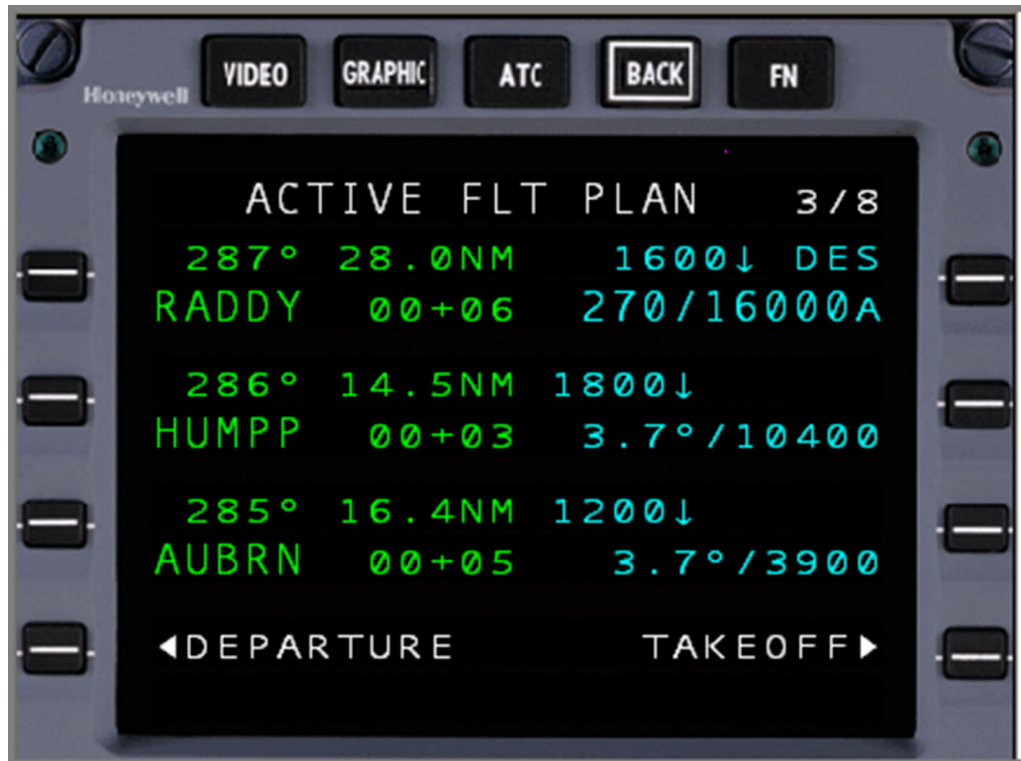 VIDEO GRAPHIC ATC BACK FN
Honeywell
ACTIVE FLT PLAN 3/8
287° 28.0NM 1600↓ DES
RADDY 00+06 270/16000A
286° 14.5NM 1800↓
HUMPP 00+03 3.7°/10400
285° 16.4NM 1200↓
AUBRN 00+05 3.7°/3900
◀DEPARTURE TAKEOFF▶